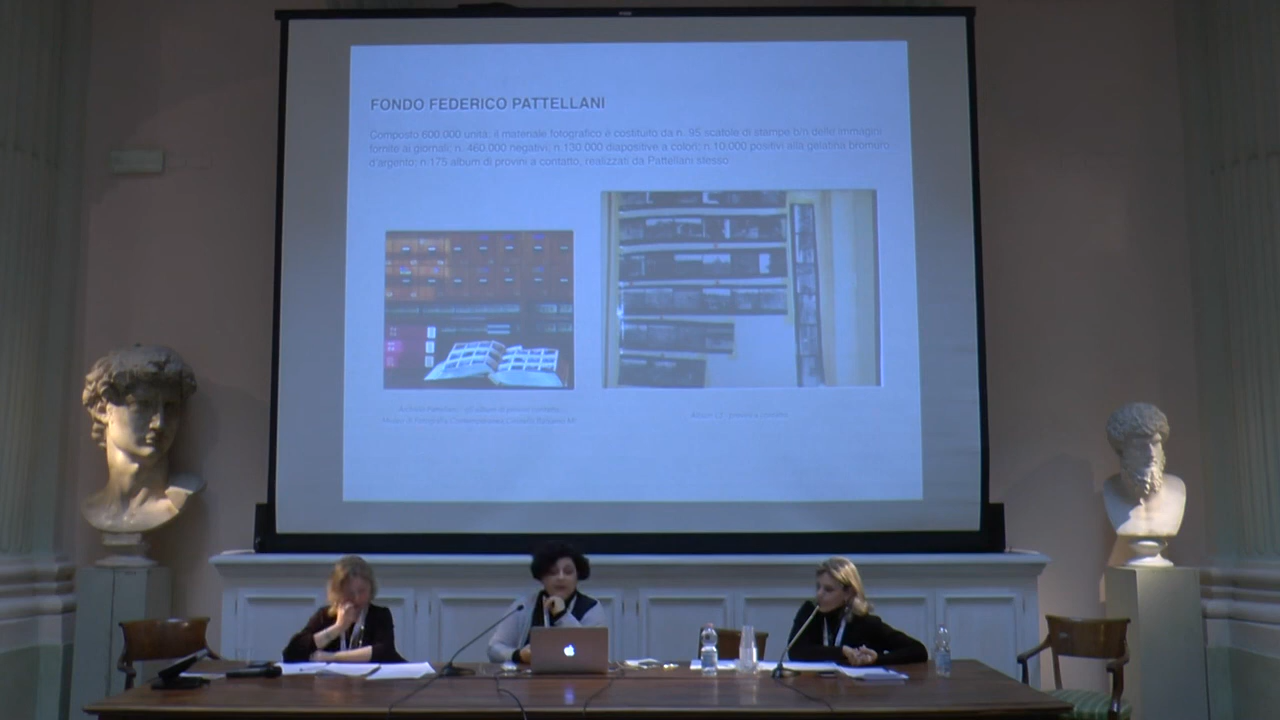 FONDO FEDERICO PATTELLANI
Composto 600.000 unità: il materiale fotografico è costituito da n. 95 scatole di stampe b/n delle immagini
fornite ai giornali; n. 460.000 negativi; n.130.000 diapositive a colori; n.10.000 positivi alla gelatina bromuro
d'argento; n.175 album di provini a contatto, realizzati da Pattellani stesso